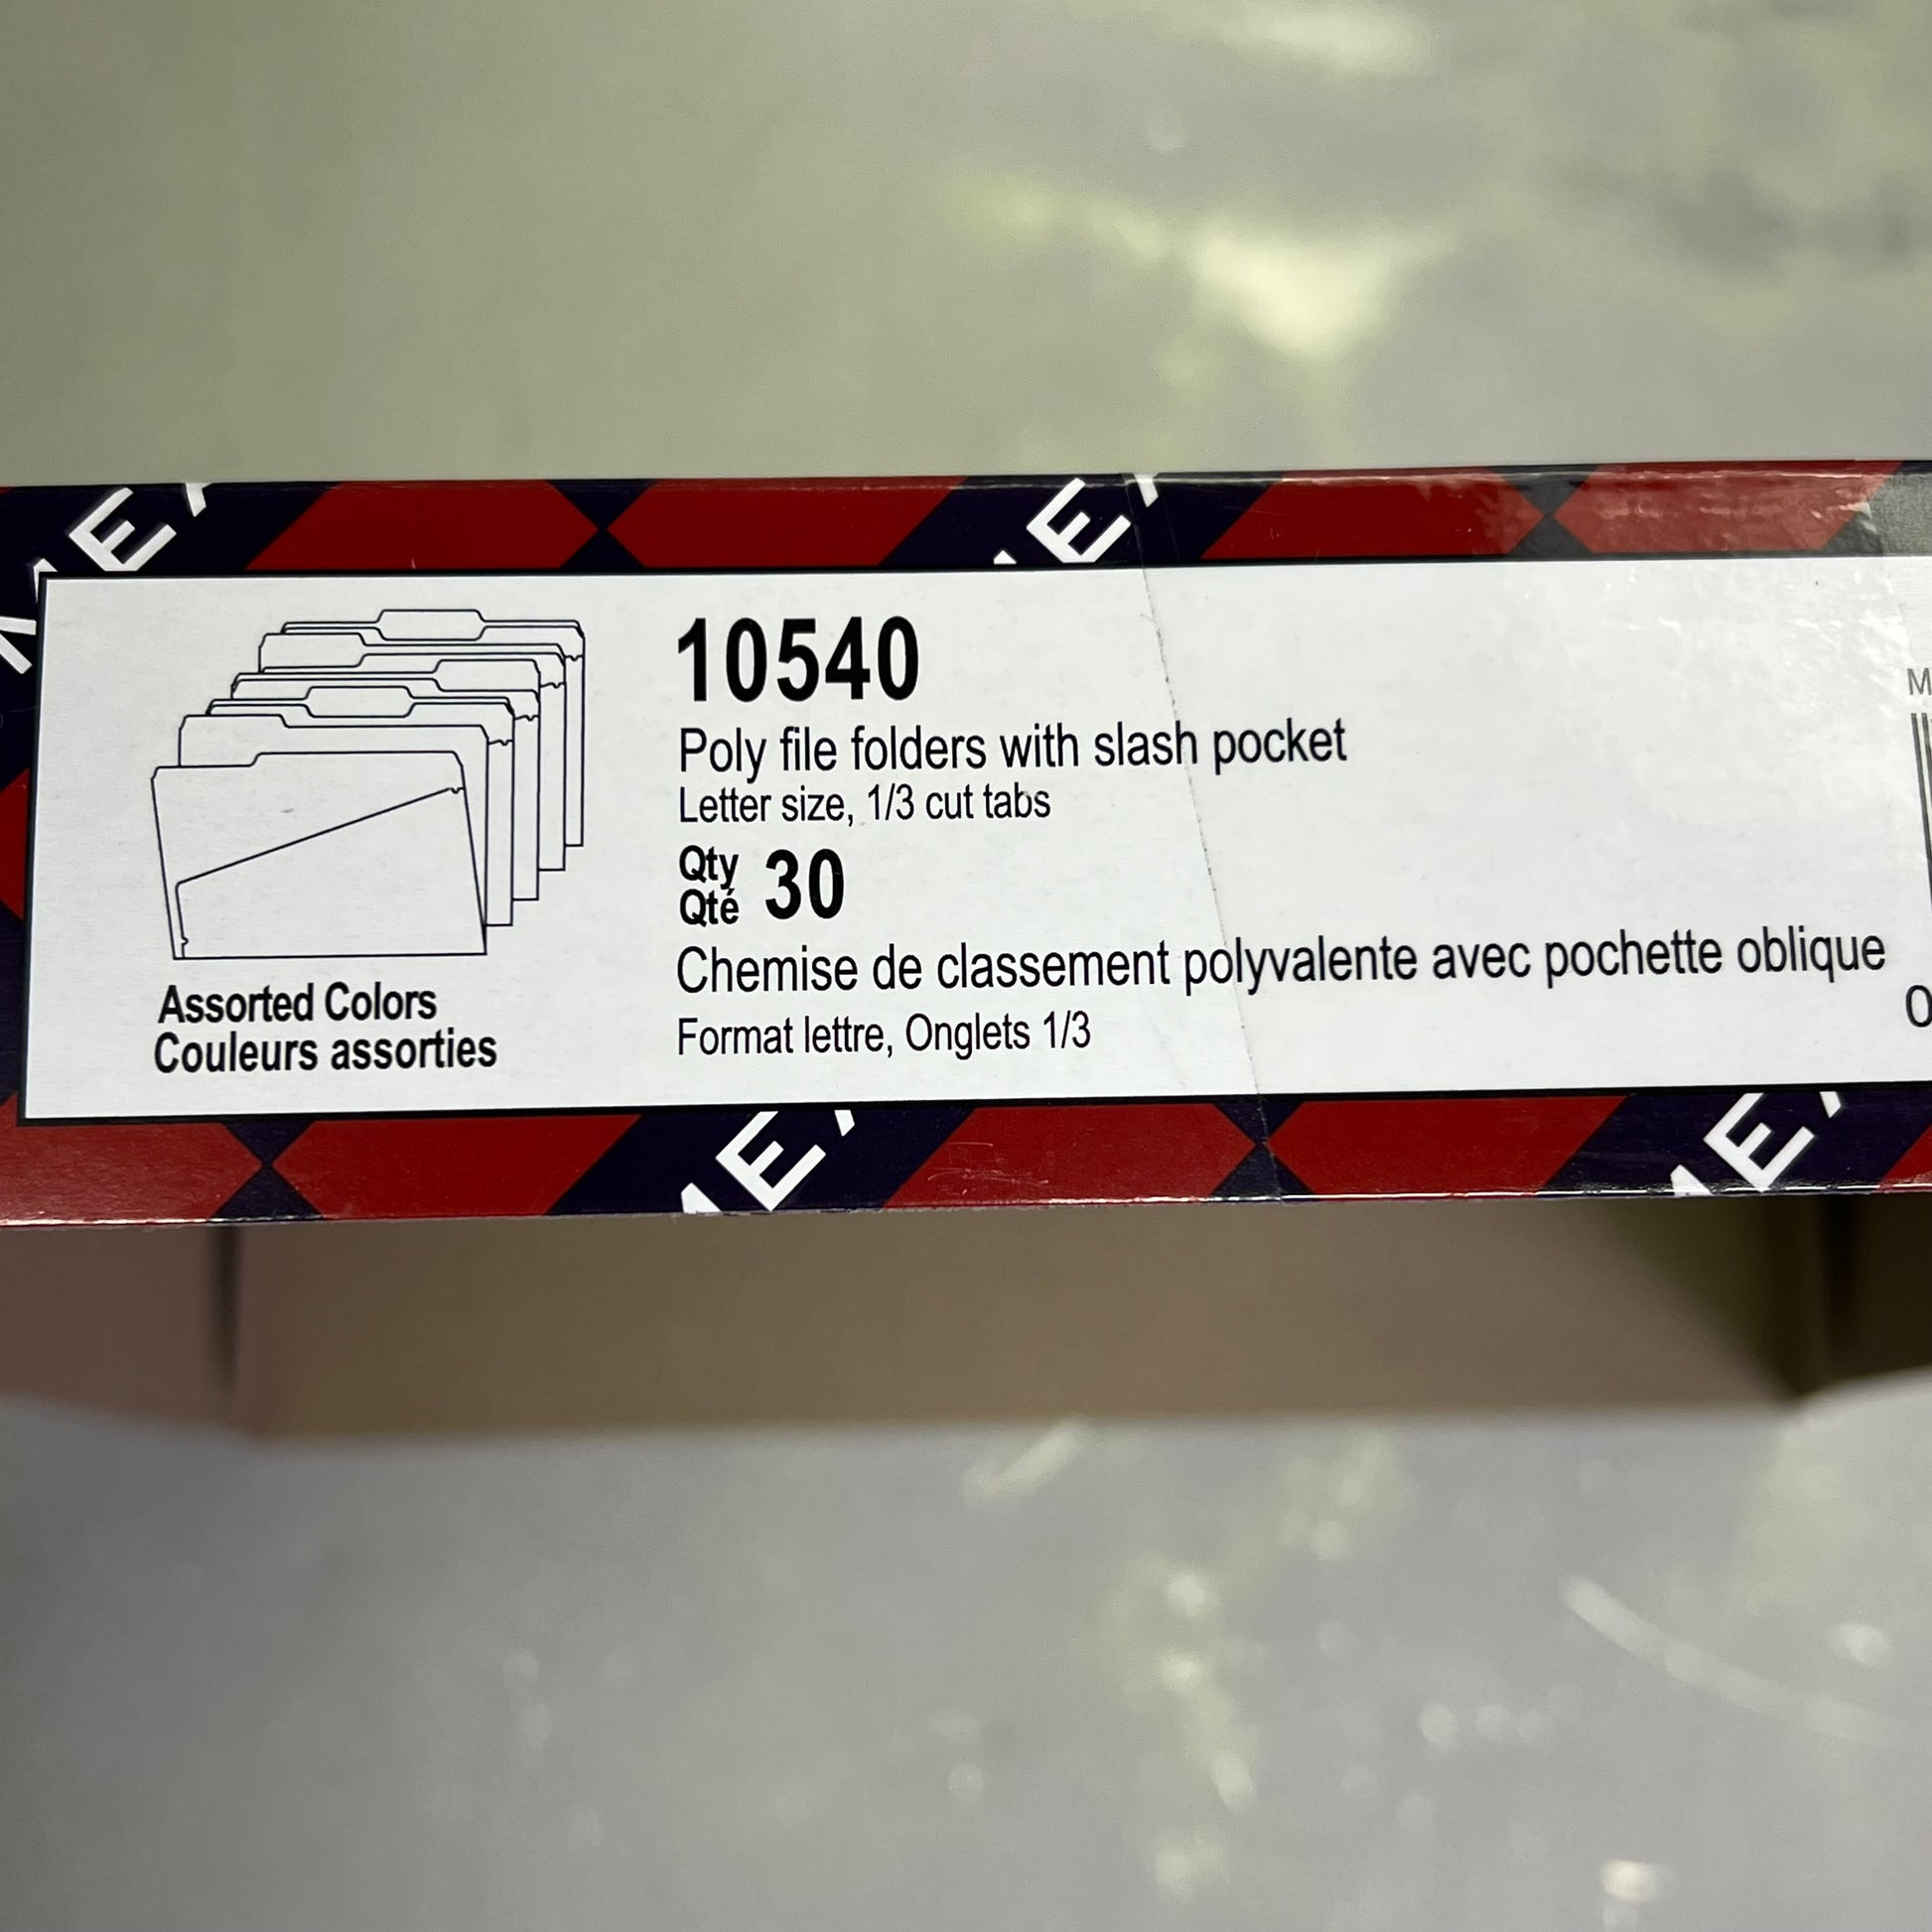 10540
Poly file folders with slash pocket
Letter size, 1/3 cut tabs
Qty
Qté 30
Chemise de classement polyvalente avec pochette oblique
Format lettre, Onglets 1/3
Assorted Colors
Couleurs assorties